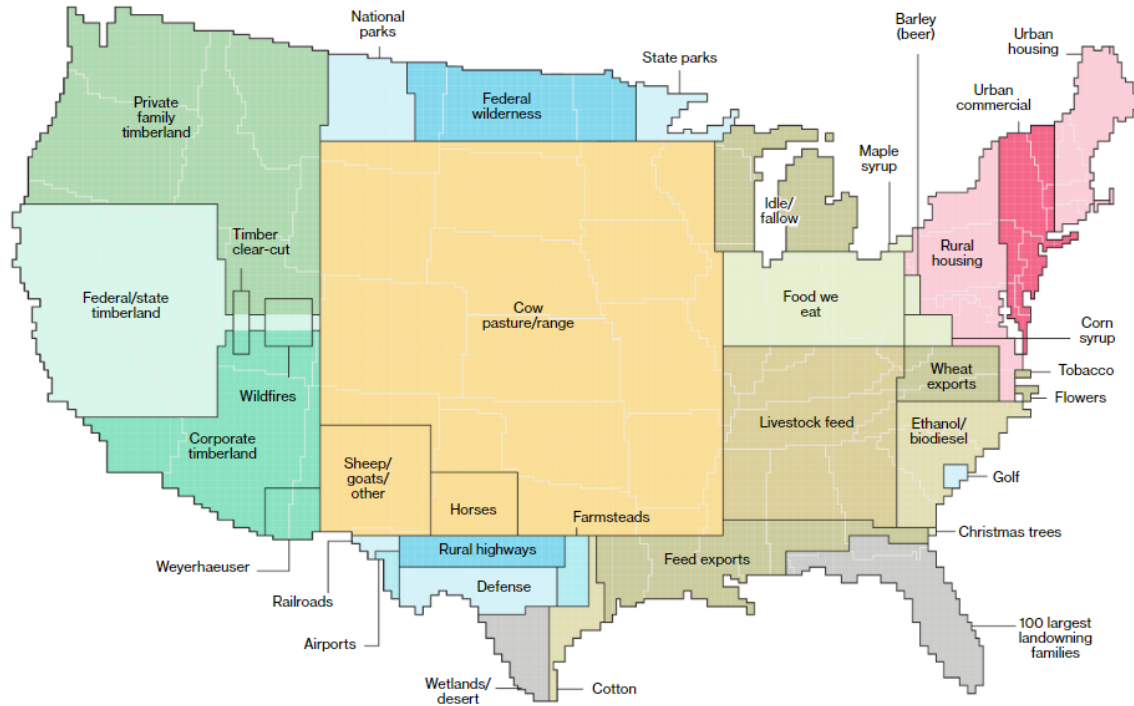 National
parks
State parks
Barley
(beer)
Urban
housing
Urban
commercial
Private
family
timberland
Federal
wilderness
Maple
syrup
Idle/
fallow
Timber
clear-cut
Rural
housing
Federal/state
timberland
Cow
pasture/range
Food we
eat
Corn
syrup
Wildfires
Wheat
exports
Tobacco
Flowers
Corporate
timberland
Livestock feed
Ethanol/
biodiesel
Sheep/
goats/
other
Horses
Golf
Farmsteads
Christmas trees
Weyerhaeuser
Rural highways
Feed exports
Railroads
Defense
Airports
100 largest
landowning
families
Wetlands/
desert
Cotton